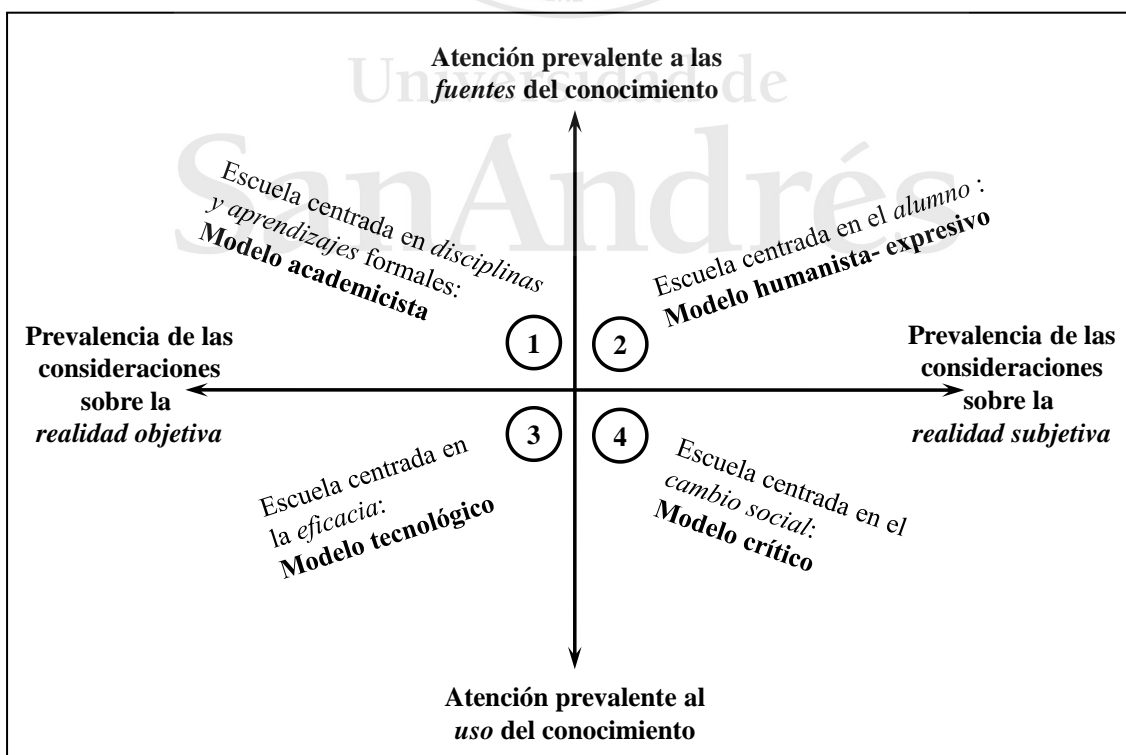 Universidad de
SanAndrés
Atención prevalente a las
fuentes del conocimiento
Escuela centrada en disciplinas
y aprendizajes formales:
Modelo academicista
Escuela centrada en el alumno :
Modelo humanista- expresivo
1
2
Prevalencia de las
consideraciones
sobre la
realidad objetiva
Prevalencia de las
consideraciones
sobre la
realidad subjetiva
3
4
Escuela centrada en
la eficacia:
Modelo tecnológico
Escuela centrada en el
cambio social:
Modelo crítico
Atención prevalente al
uso del conocimiento